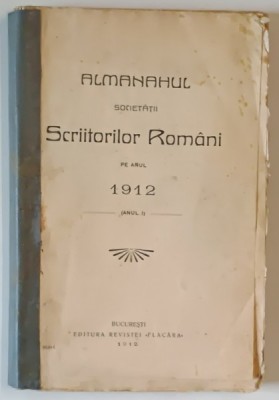 ALMANAHUL
SOCIETĂȚII
Scriitorilor Români
PE ANUL
1912
(ANUL I)
BUCUREȘTI
EDITURA REVISTEI «FLACĂRA»
1912